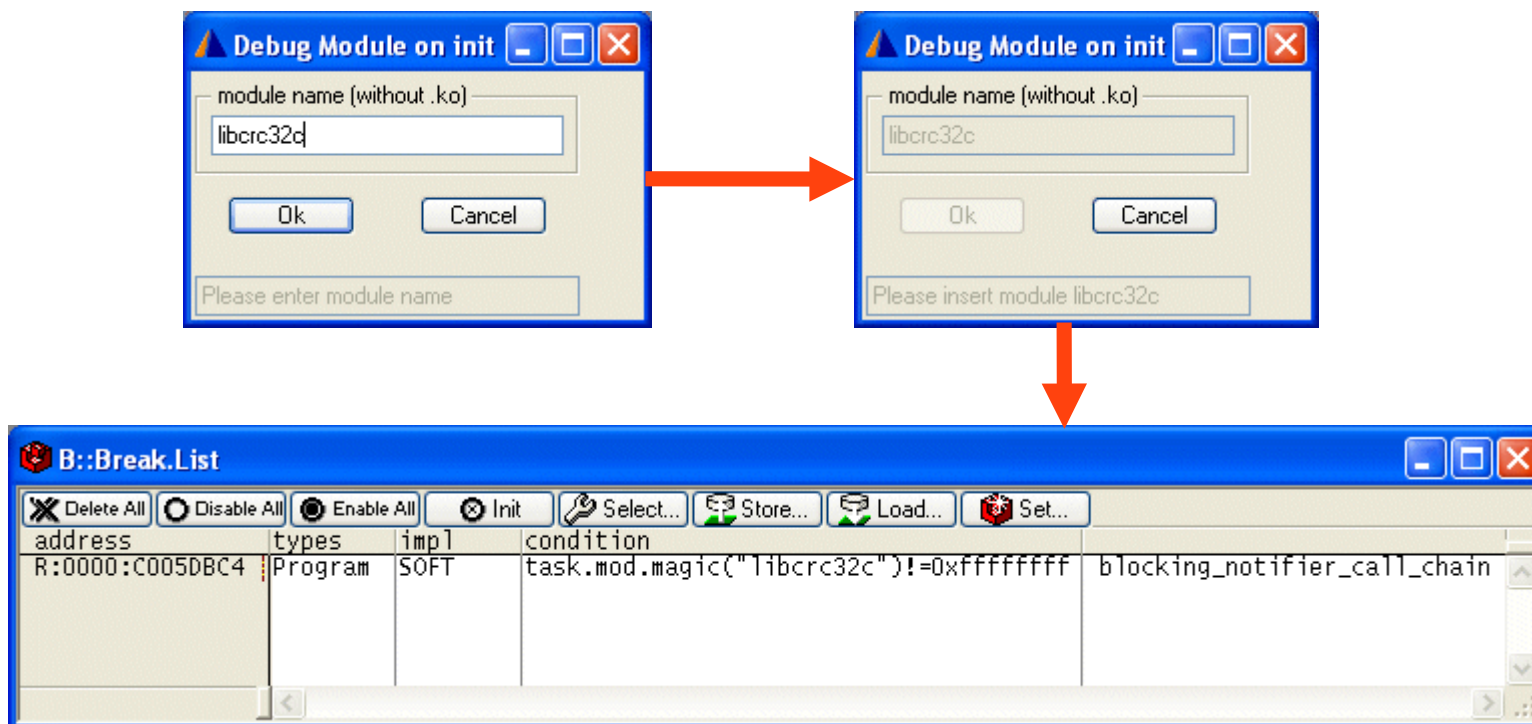 Debug Module on init
module name (without .ko)
libcrc32c
Ok Cancel
Please enter module name
Debug Module on init
module name (without .ko)
libcrc32c
Ok Cancel
Please insert module libcrc32c
B::Break.List
Delete All Disable All Enable All Init Select... Store... Load... Set...
address types impl condition
R:0000:C005DBC4 Program SOFT task.mod.magic("libcrc32c")!=0xffffffff blocking_notifier_call_chain